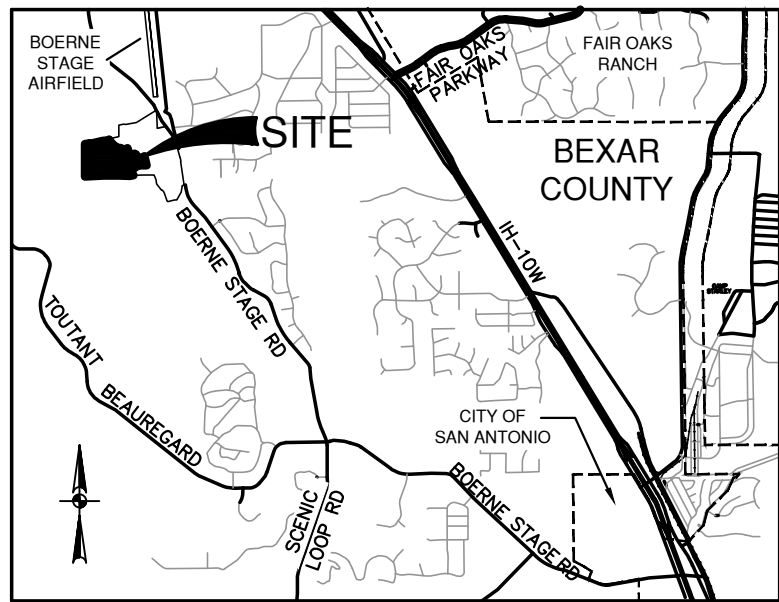 BOERNE
STAGE
AIRFIELD
FAIR OAKS
PARKWAY
FAIR OAKS
RANCH
SITE
BEXAR
COUNTY
BOERNE STAGE RD
IH-10W
TOUTANT
BEAUREGARD
CITY OF
SAN ANTONIO
SCENIC
LOOP RD
BOERNE STAGE RD